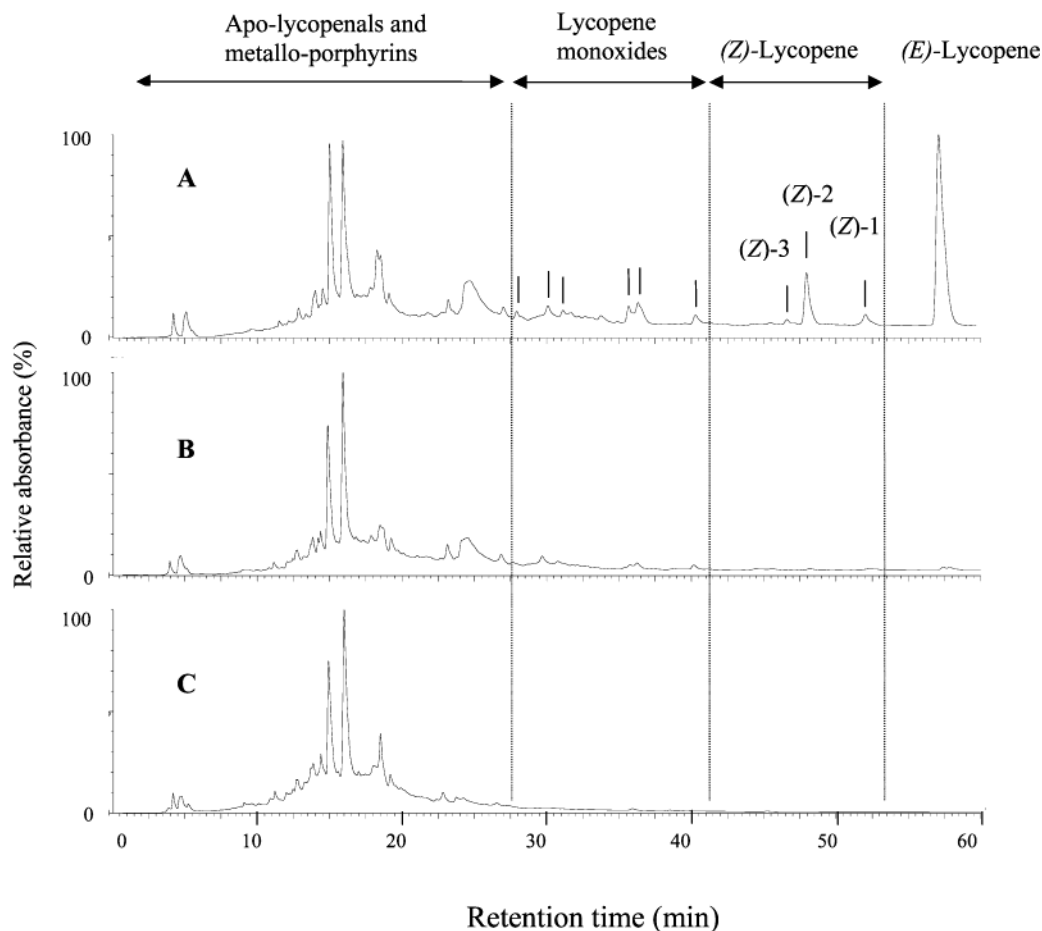 Apo-lycopenals and
metallo-porphyrins
Lycopene
monoxides
(Z)-Lycopene
(E)-Lycopene
100
A
(Z)-2
(Z)-3
(Z)-1
0
100
B
0
100
C
0
0 10 20 30 40 50 60
Relative absorbance (%)
Retention time (min)